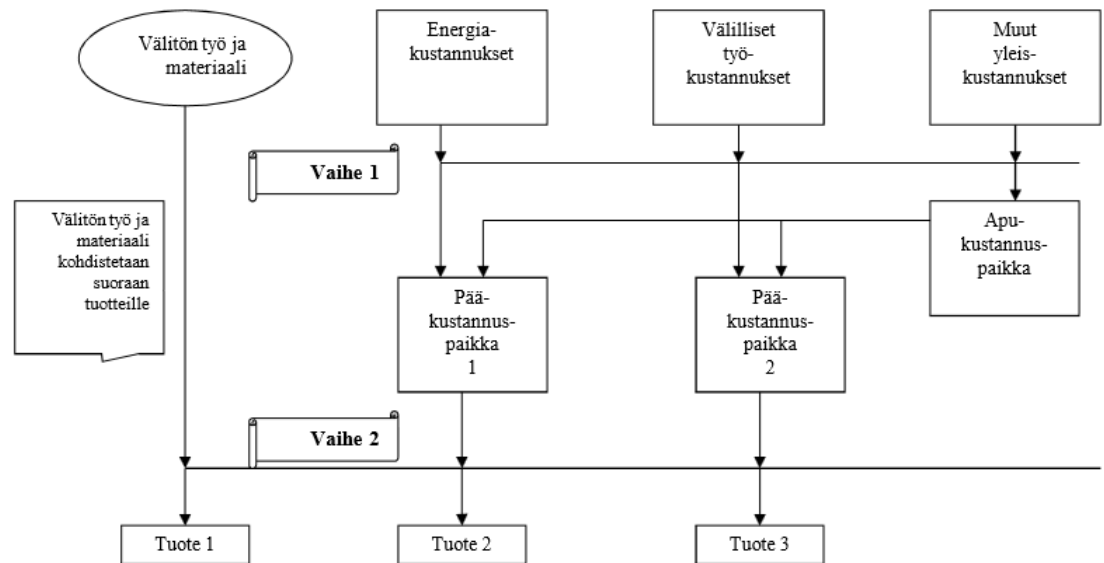 Välitön työ ja
materiaali
Energia-
kustannukset
Välilliset
työ-
kustannukset
Muut
yleis-
kustannukset
Vaihe 1
Välitön työ ja
materiaali
kohdistetaan
suoraan
tuotteille
Apu-
kustannus-
paikka
Pää-
kustannus-
paikka
1
Pää-
kustannus-
paikka
2
Vaihe 2
Tuote 1
Tuote 2
Tuote 3